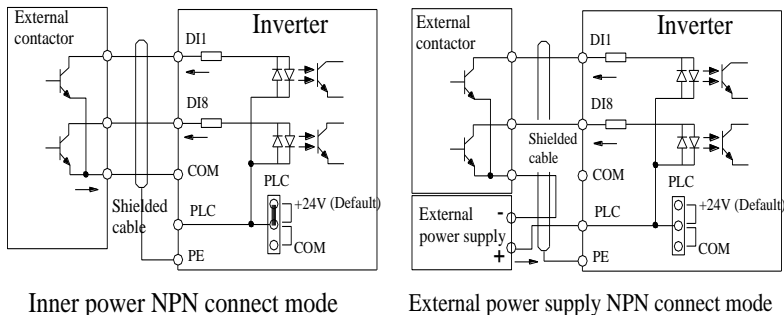 External
contactor
Inverter
DI1
DI8
COM
PLC
PLC
+24V (Default)
COM
Shielded
cable
PE
Inner power NPN connect mode
External
contactor
Inverter
DI1
DI8
Shielded
cable
COM
PLC
PLC
+24V (Default)
COM
External
power supply
-
+
PE
External power supply NPN connect mode